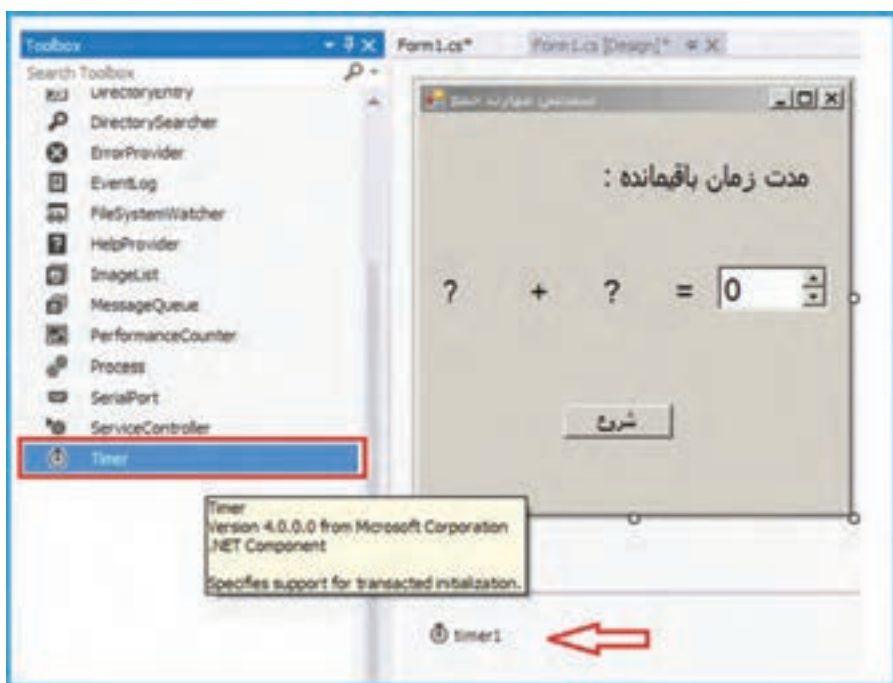 Toolbox
Form1.cs*
Form1.cs [Design]*
Search Toolbox
DirectoryEntry
DirectorySearcher
ErrorProvider
EventLog
FileSystemWatcher
HelpProvider
ImageList
MessageQueue
PerformanceCounter
Process
SerialPort
ServiceController
Timer
مدت زمان باقیمانده :
? + ? = 0
شروع
Timer
Version 4.0.0.0 from Microsoft Corporation
.NET Component
Specifies support for transacted initialization.
timer1